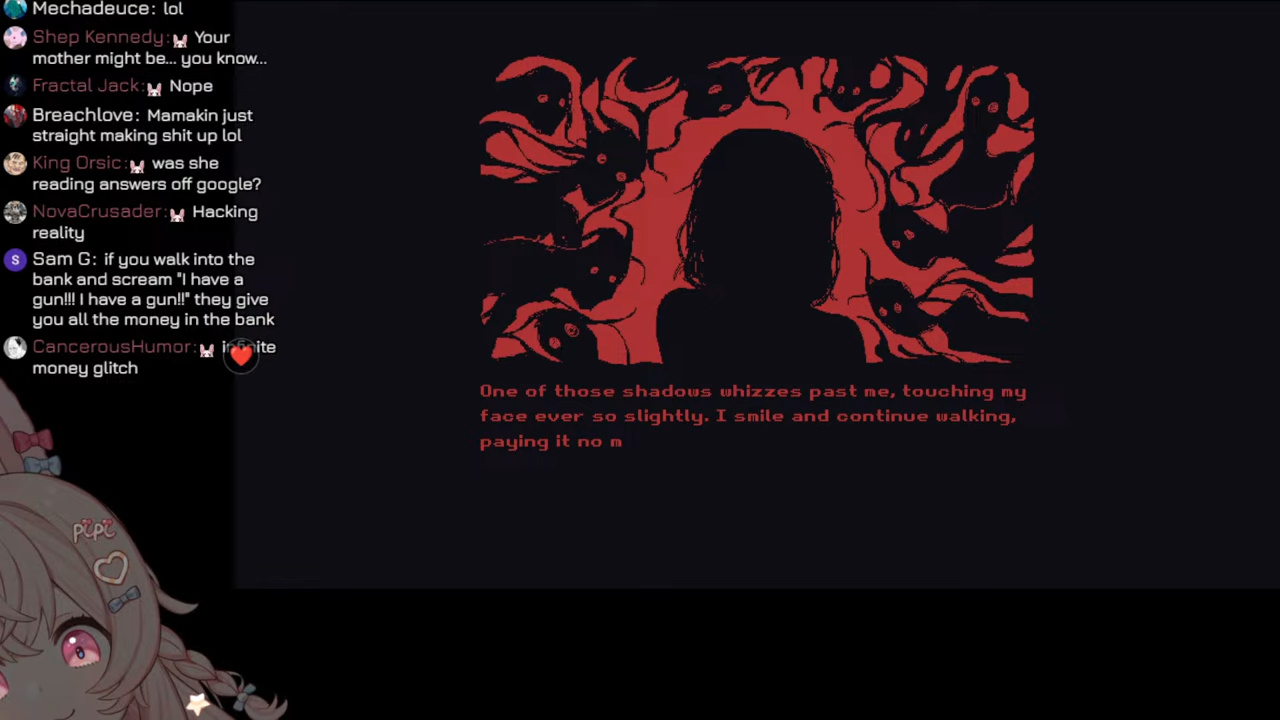 Mechadeuce: lol
Shep Kennedy: Your
mother might be... you know...
Fractal Jack: Nope
Breachlove: Mamakin just
straight making shit up lol
King Orsic: was she
reading answers off google?
NovaCrusader: Hacking
reality
Sam G: if you walk into the
bank and scream "I have a
gun!!! I have a gun!!" they give
you all the money in the bank
CancerousHumor: infinite
money glitch
S
One of those shadows whizzes past me, touching my
face ever so slightly. I smile and continue walking,
paying it no m
pipi